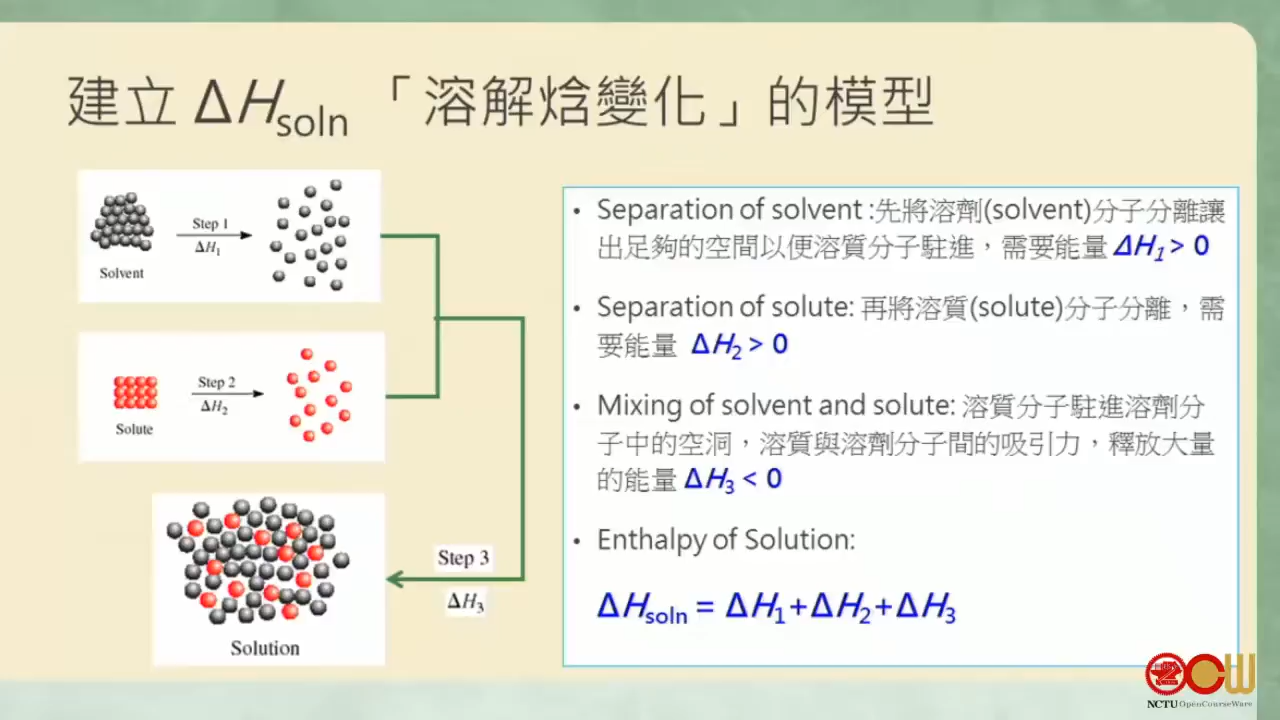 建立 ΔHsoln 「溶解焓變化」的模型
Step 1
ΔH1
Solvent
Step 2
ΔH2
Solute
Step 3
ΔH3
Solution
• Separation of solvent :先將溶劑(solvent)分子分離讓
出足夠的空間以便溶質分子駐進，需要能量 ΔH1 > 0
• Separation of solute: 再將溶質(solute)分子分離，需
要能量 ΔH2 > 0
• Mixing of solvent and solute: 溶質分子駐進溶劑分
子中的空洞，溶質與溶劑分子間的吸引力，釋放大量
的能量 ΔH3 < 0
• Enthalpy of Solution:
ΔHsoln = ΔH1+ΔH2+ΔH3
OCW
NCTU OpenCourseWare